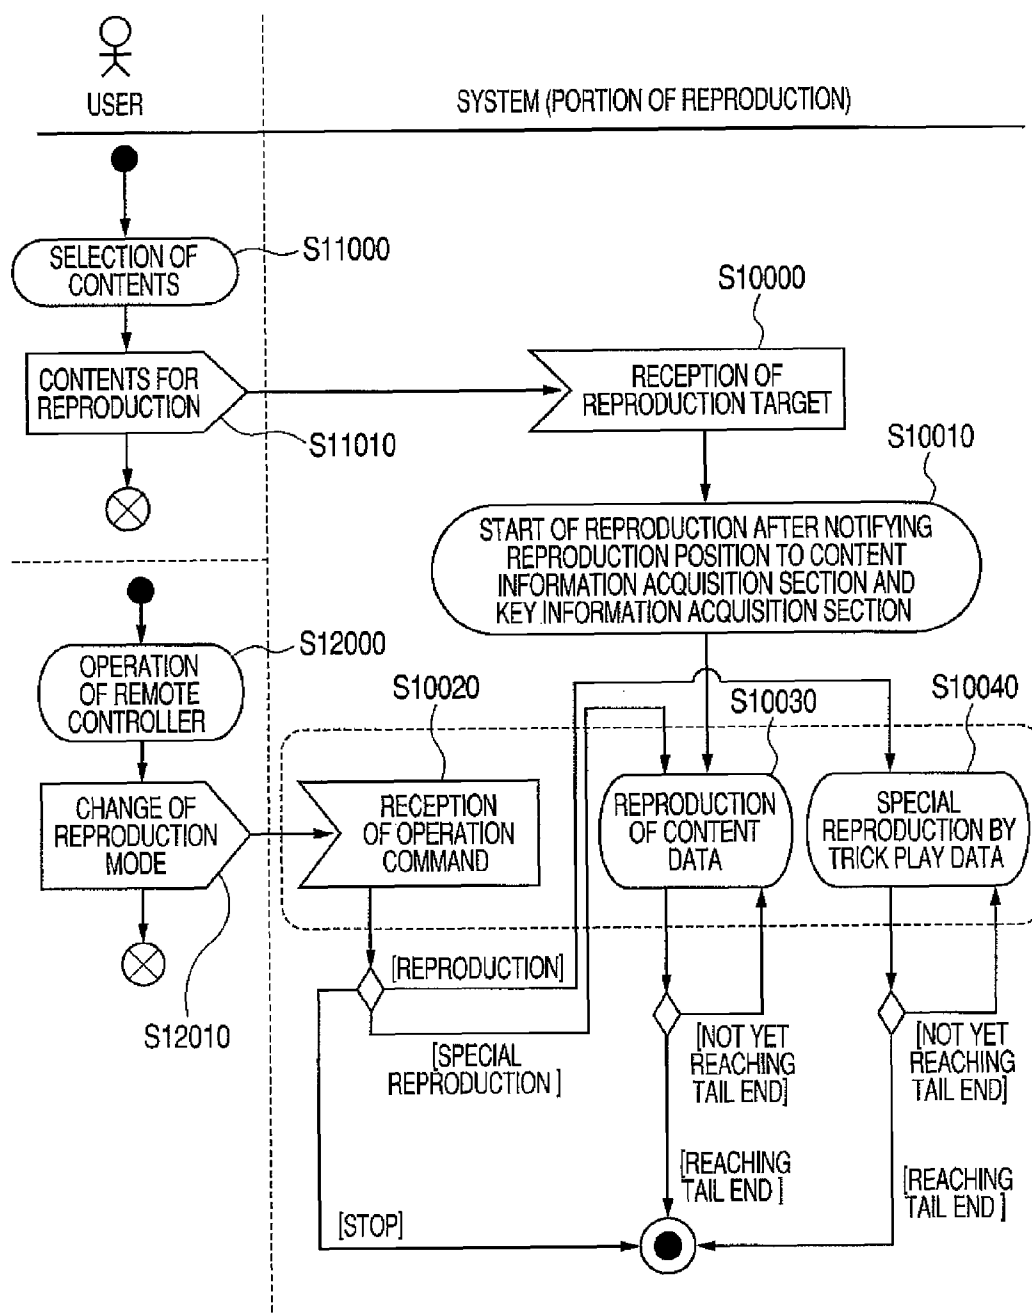 USER
SYSTEM (PORTION OF REPRODUCTION)
SELECTION OF
CONTENTS
S11000
CONTENTS FOR
REPRODUCTION
S11010
S10000
RECEPTION OF
REPRODUCTION TARGET
S10010
START OF REPRODUCTION AFTER NOTIFYING
REPRODUCTION POSITION TO CONTENT
INFORMATION ACQUISITION SECTION AND
KEY INFORMATION ACQUISITION SECTION
OPERATION
OF REMOTE
CONTROLLER
S12000
CHANGE OF
REPRODUCTION
MODE
S12010
S10020
RECEPTION
OF OPERATION
COMMAND
S10030
REPRODUCTION
OF CONTENT
DATA
S10040
SPECIAL
REPRODUCTION BY
TRICK PLAY DATA
[REPRODUCTION]
[SPECIAL
REPRODUCTION ]
[STOP]
[NOT YET
REACHING
TAIL END]
[REACHING
TAIL END ]
[NOT YET
REACHING
TAIL END]
[REACHING
TAIL END ]